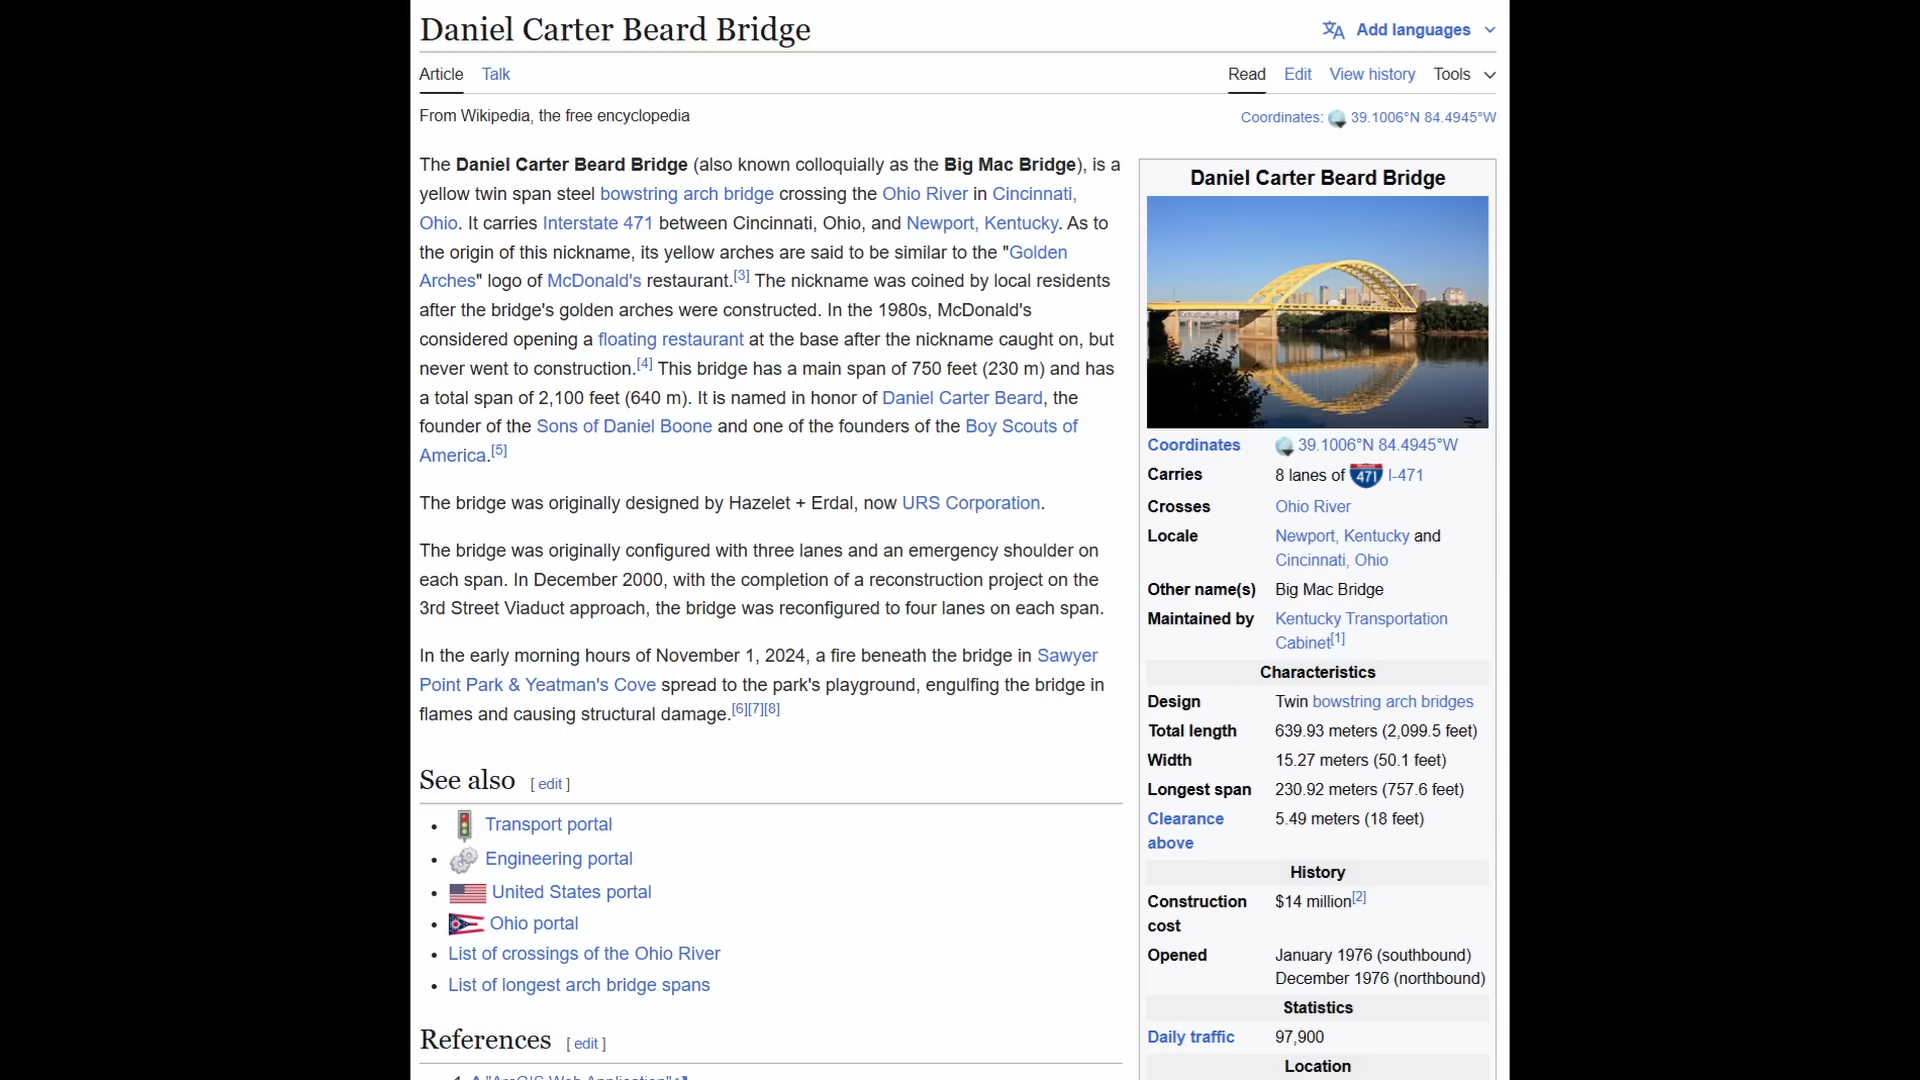 Daniel Carter Beard Bridge
Add languages
Article Talk
Read Edit View history Tools
From Wikipedia, the free encyclopedia
Coordinates: 39.1006°N 84.4945°W
The Daniel Carter Beard Bridge (also known colloquially as the Big Mac Bridge), is a
yellow twin span steel bowstring arch bridge crossing the Ohio River in Cincinnati,
Ohio. It carries Interstate 471 between Cincinnati, Ohio, and Newport, Kentucky. As to
the origin of this nickname, its yellow arches are said to be similar to the "Golden
Arches" logo of McDonald's restaurant.[3] The nickname was coined by local residents
after the bridge's golden arches were constructed. In the 1980s, McDonald's
considered opening a floating restaurant at the base after the nickname caught on, but
never went to construction.[4] This bridge has a main span of 750 feet (230 m) and has
a total span of 2,100 feet (640 m). It is named in honor of Daniel Carter Beard, the
founder of the Sons of Daniel Boone and one of the founders of the Boy Scouts of
America.[5]
The bridge was originally designed by Hazelet + Erdal, now URS Corporation.
The bridge was originally configured with three lanes and an emergency shoulder on
each span. In December 2000, with the completion of a reconstruction project on the
3rd Street Viaduct approach, the bridge was reconfigured to four lanes on each span.
In the early morning hours of November 1, 2024, a fire beneath the bridge in Sawyer
Point Park & Yeatman's Cove spread to the park's playground, engulfing the bridge in
flames and causing structural damage.[6][7][8]
See also [ edit ]
Transport portal
Engineering portal
United States portal
Ohio portal
List of crossings of the Ohio River
List of longest arch bridge spans
References [ edit ]
1. A "ArcGIS Web Application"
Daniel Carter Beard Bridge
Coordinates 39.1006°N 84.4945°W
Carries 8 lanes of 471 I-471
Crosses Ohio River
Locale Newport, Kentucky and
Cincinnati, Ohio
Other name(s) Big Mac Bridge
Maintained by Kentucky Transportation
Cabinet[1]
Characteristics
Design Twin bowstring arch bridges
Total length 639.93 meters (2,099.5 feet)
Width 15.27 meters (50.1 feet)
Longest span 230.92 meters (757.6 feet)
Clearance 5.49 meters (18 feet)
above
History
Construction $14 million[2]
cost
Opened January 1976 (southbound)
December 1976 (northbound)
Statistics
Daily traffic 97,900
Location